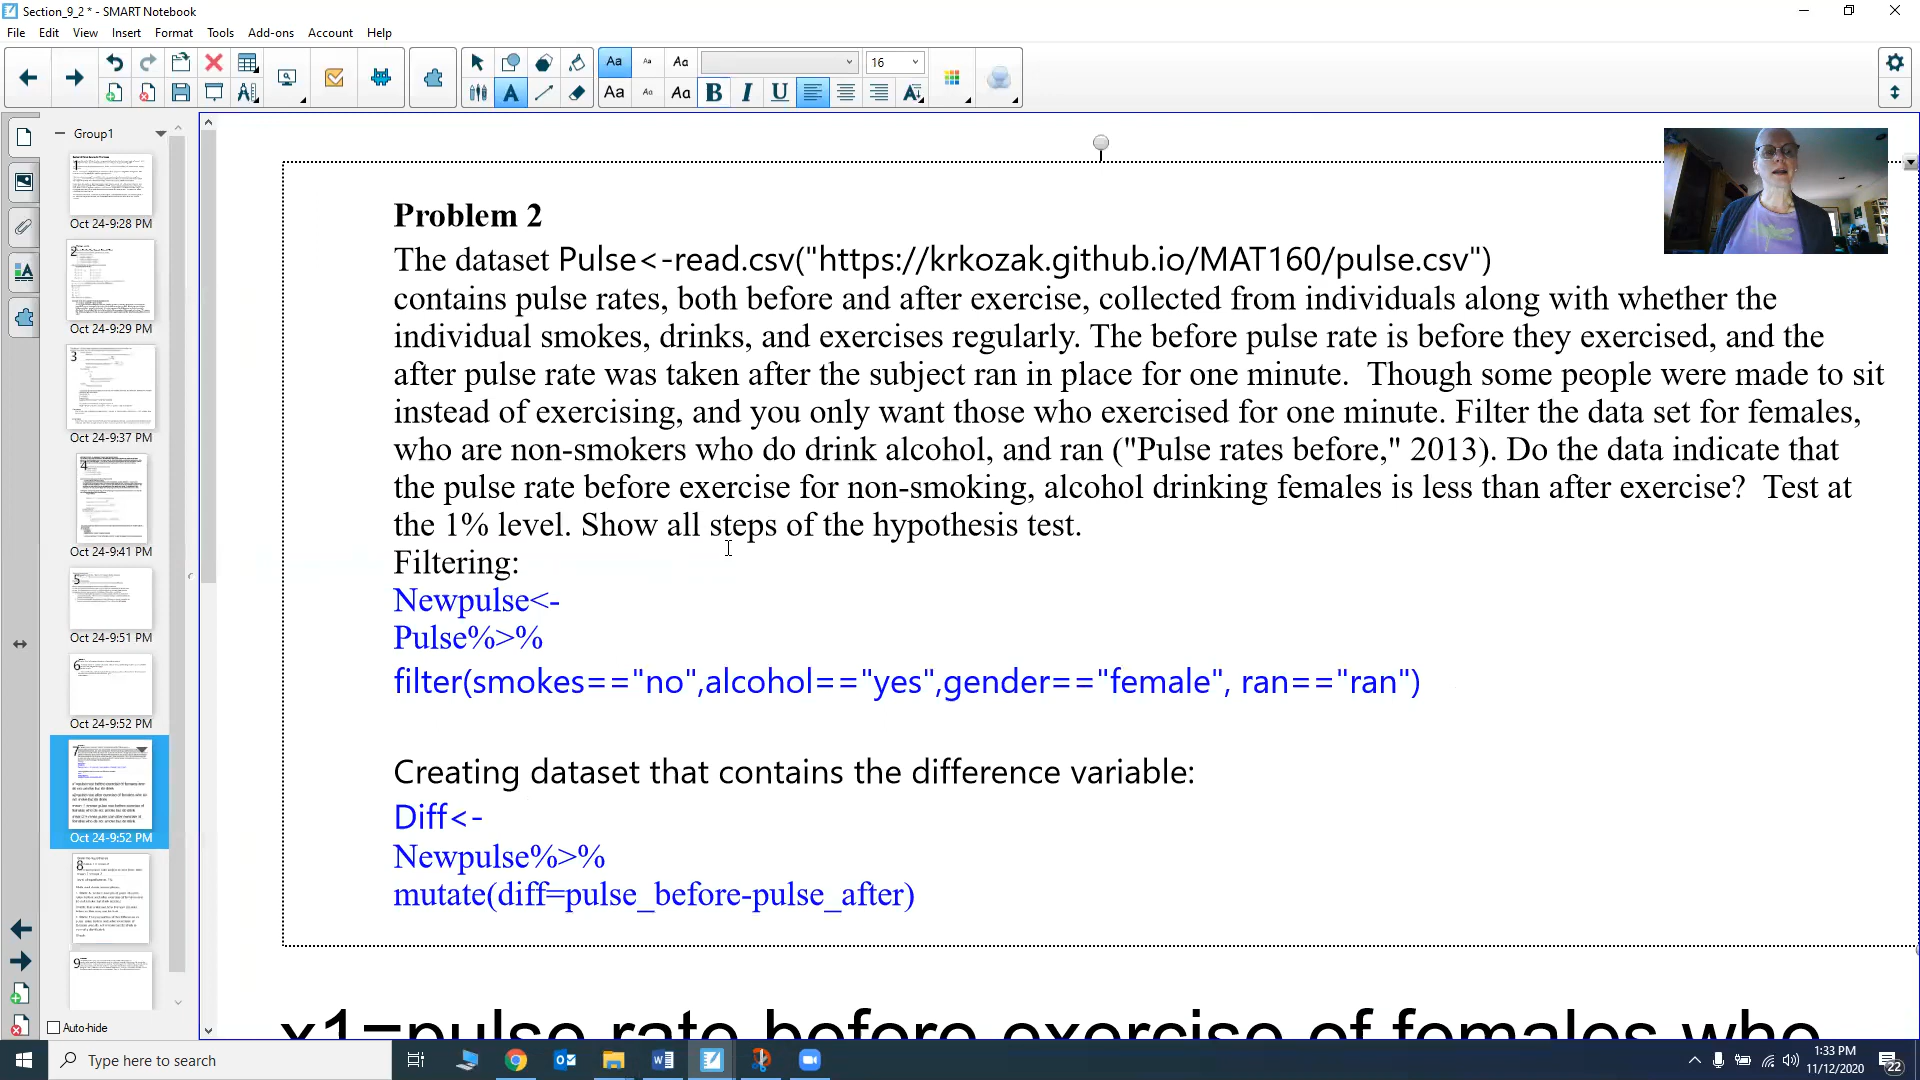 Section_9_2 * - SMART Notebook
File Edit View Insert Format Tools Add-ons Account Help
16
Group1
Oct 24-9:28 PM
Oct 24-9:29 PM
Oct 24-9:37 PM
Oct 24-9:41 PM
Oct 24-9:51 PM
Oct 24-9:52 PM
Oct 24-9:52 PM
Auto-hide
Problem 2
The dataset Pulse<-read.csv("https://krkozak.github.io/MAT160/pulse.csv")
contains pulse rates, both before and after exercise, collected from individuals along with whether the
individual smokes, drinks, and exercises regularly. The before pulse rate is before they exercised, and the
after pulse rate was taken after the subject ran in place for one minute. Though some people were made to sit
instead of exercising, and you only want those who exercised for one minute. Filter the data set for females,
who are non-smokers who do drink alcohol, and ran ("Pulse rates before," 2013). Do the data indicate that
the pulse rate before exercise for non-smoking, alcohol drinking females is less than after exercise? Test at
the 1% level. Show all steps of the hypothesis test.
Filtering:
Newpulse<-
Pulse%>%
filter(smokes=="no",alcohol=="yes",gender=="female", ran=="ran")
Creating dataset that contains the difference variable:
Diff<-
Newpulse%>%
mutate(diff=pulse_before-pulse_after)
x1=pulse rate before exercise of females who
Type here to search
1:33 PM
11/12/2020
22